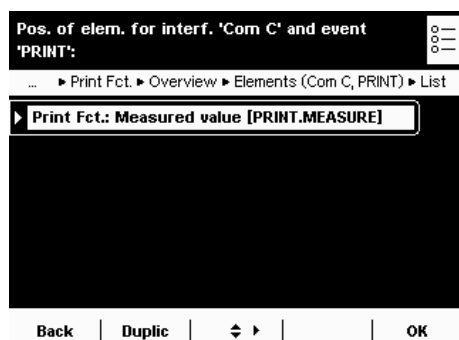 Pos. of elem. for interf. 'Com C' and event
'PRINT':
... ▸ Print Fct. ▸ Overview ▸ Elements (Com C, PRINT) ▸ List
Print Fct.: Measured value [PRINT.MEASURE]
Back Duplic OK